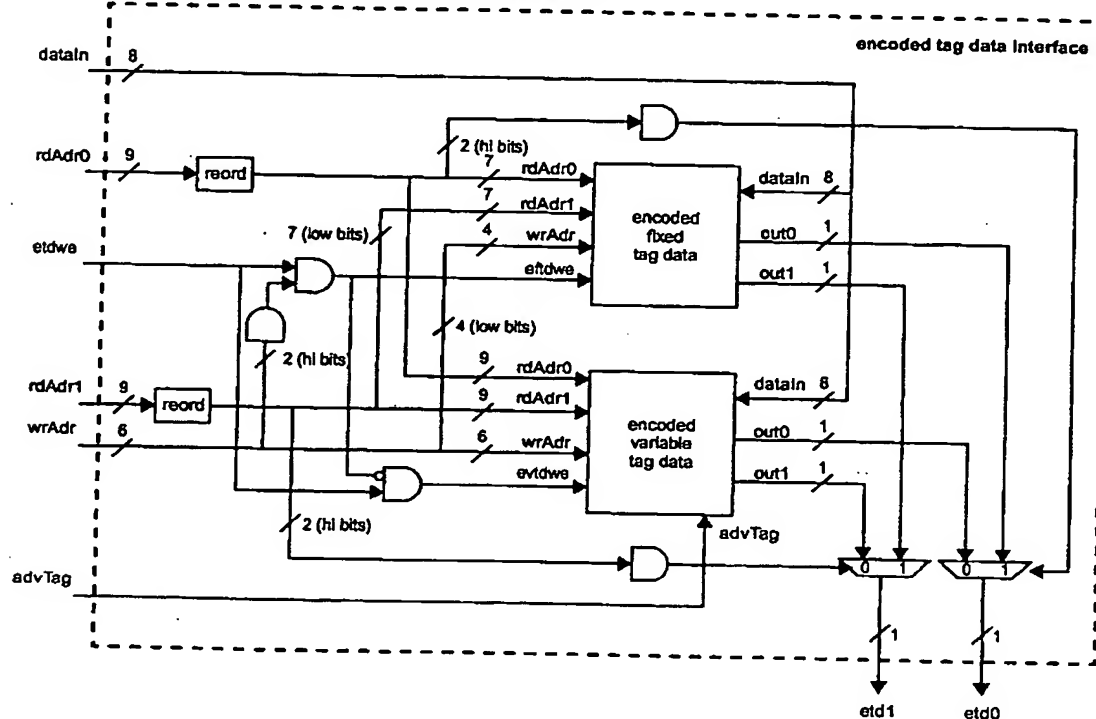 encoded tag data interface
dataIn
8
2 (hi bits)
rdAdr0
9
reord
7
rdAdr0
dataIn
8
7
rdAdr1
encoded
fixed
tag data
7 (low bits)
4
wrAdr
out0
1
etdwe
eftdwe
out1
1
4 (low bits)
2 (hi bits)
9
rdAdr0
rdAdr1
9
reord
9
rdAdr1
dataIn
8
wrAdr
6
6
wrAdr
encoded
variable
tag data
out0
1
evtdwe
out1
1
2 (hi bits)
advTag
0 1
0 1
advTag
1
1
etd1
etd0